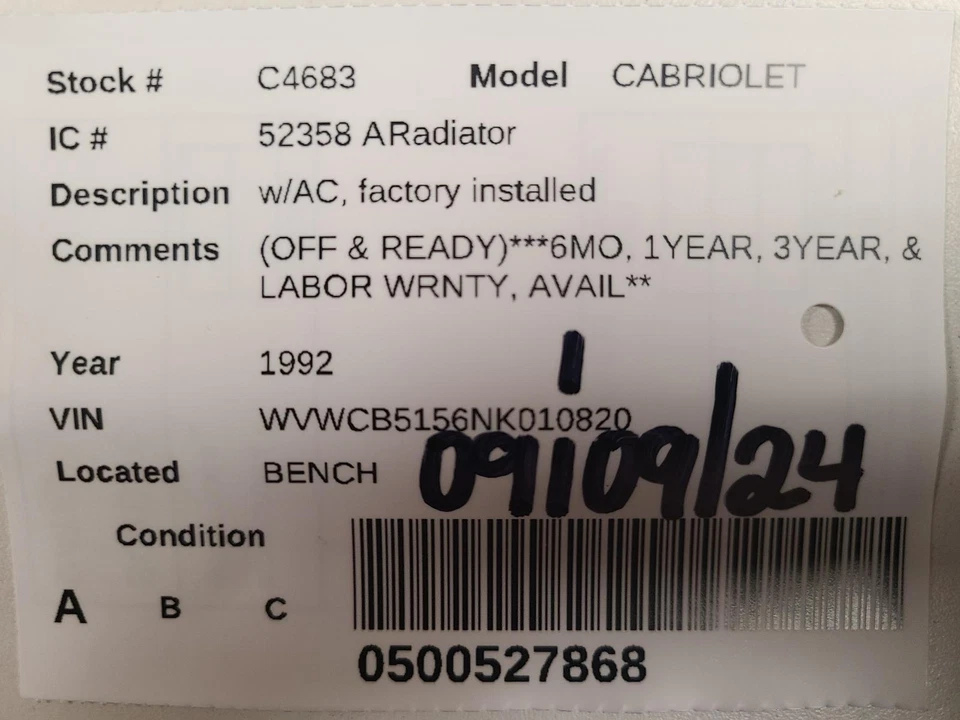 Stock # C4683 Model CABRIOLET
IC # 52358 ARadiator
Description w/AC, factory installed
Comments (OFF & READY)***6MO, 1YEAR, 3YEAR, &
LABOR WRNTY, AVAIL**
Year 1992
VIN WVWCB5156NK010820
Located BENCH
09/09/24
Condition
A B C
0500527868